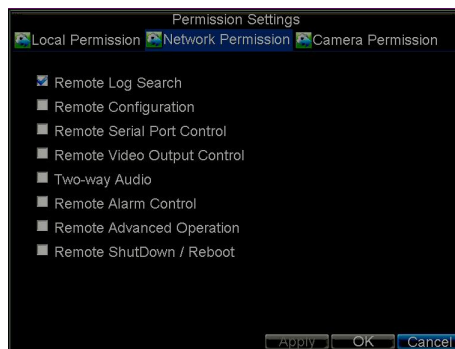 Permission Settings
Local Permission Network Permission Camera Permission
Remote Log Search
Remote Configuration
Remote Serial Port Control
Remote Video Output Control
Two-way Audio
Remote Alarm Control
Remote Advanced Operation
Remote ShutDown / Reboot
Apply OK Cancel